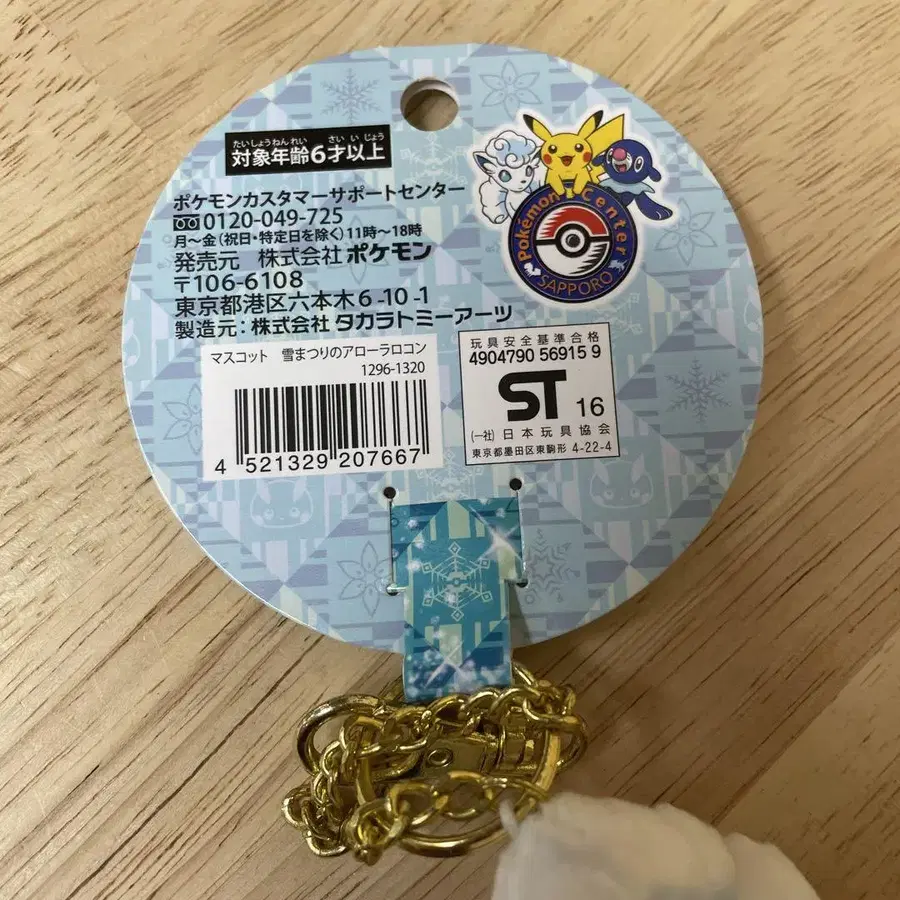 たいしょうねんれい さい いじょう
対象年齢6才以上
ポケモンカスタマーサポートセンター
0120-049-725
月～金(祝日・特定日を除く)11時～18時
発売元 株式会社 ポケモン
〒106-6108
東京都港区六本木6-10-1
製造元:株式会社 タカラトミーアーツ
Pokémon Center
SAPPORO
マスコット 雪まつりのアローラロコン
1296-1320
4 521329 207667
玩具安全基準合格
4904790 56915 9
ST 16
(一社)日本玩具協会
東京都墨田区東駒形 4-22-4